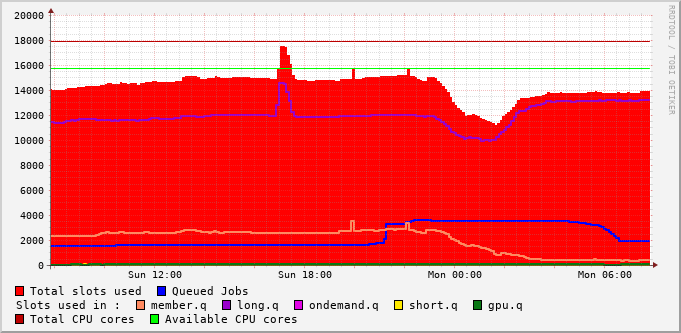 20000
18000
16000
14000
12000
10000
8000
6000
4000
2000
0
Sun 12:00 Sun 18:00 Mon 00:00 Mon 06:00
RRDTOOL / TOBI OETIKER
Total slots used Queued Jobs
Slots used in : member.q long.q ondemand.q short.q gpu.q
Total CPU cores Available CPU cores